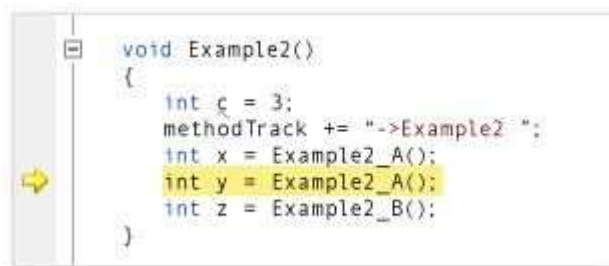 void Example2()
{
int c = 3;
methodTrack += "->Example2 ";
int x = Example2_A();
int y = Example2_A();
int z = Example2_B();
}